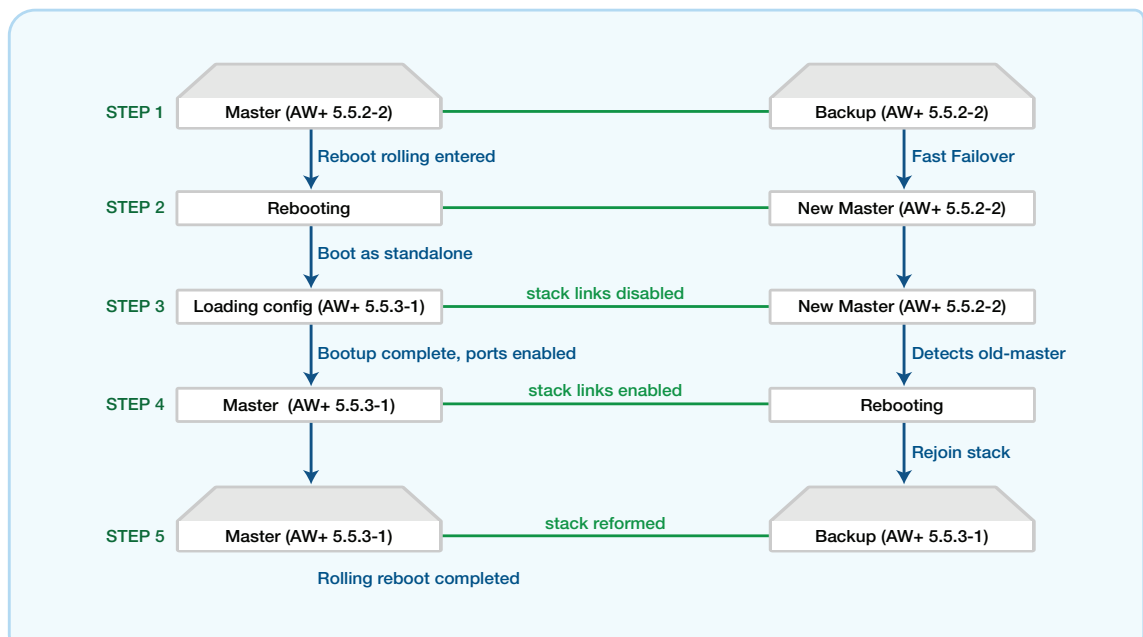 STEP 1
Master (AW+ 5.5.2-2)
Backup (AW+ 5.5.2-2)
Reboot rolling entered
Fast Failover
STEP 2
Rebooting
New Master (AW+ 5.5.2-2)
Boot as standalone
STEP 3
Loading config (AW+ 5.5.3-1)
stack links disabled
New Master (AW+ 5.5.2-2)
Bootup complete, ports enabled
Detects old-master
STEP 4
Master (AW+ 5.5.3-1)
stack links enabled
Rebooting
Rejoin stack
STEP 5
Master (AW+ 5.5.3-1)
stack reformed
Backup (AW+ 5.5.3-1)
Rolling reboot completed